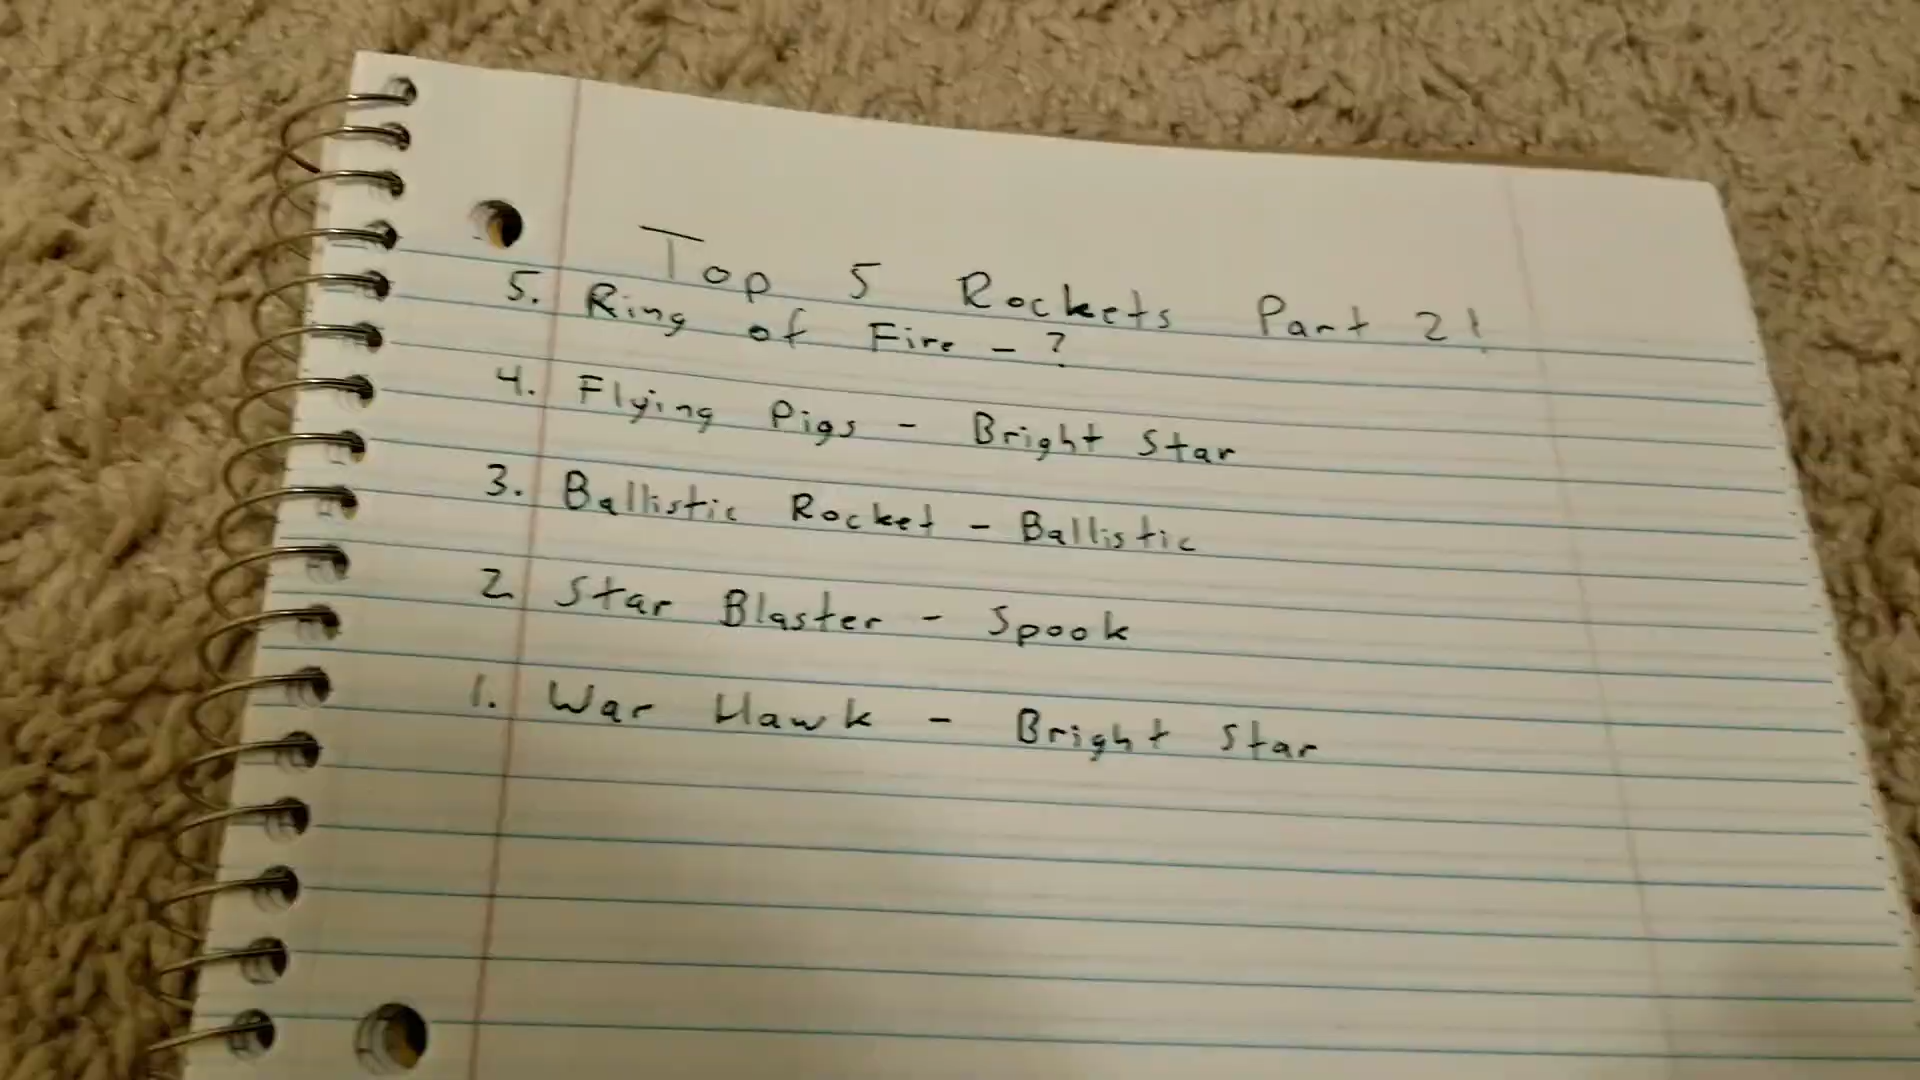 Top 5 Rockets Part 2!
5. Ring of Fire - ?
4. Flying Pigs - Bright Star
3. Ballistic Rocket - Ballistic
2 Star Blaster - Spook
1. War Hawk - Bright Star